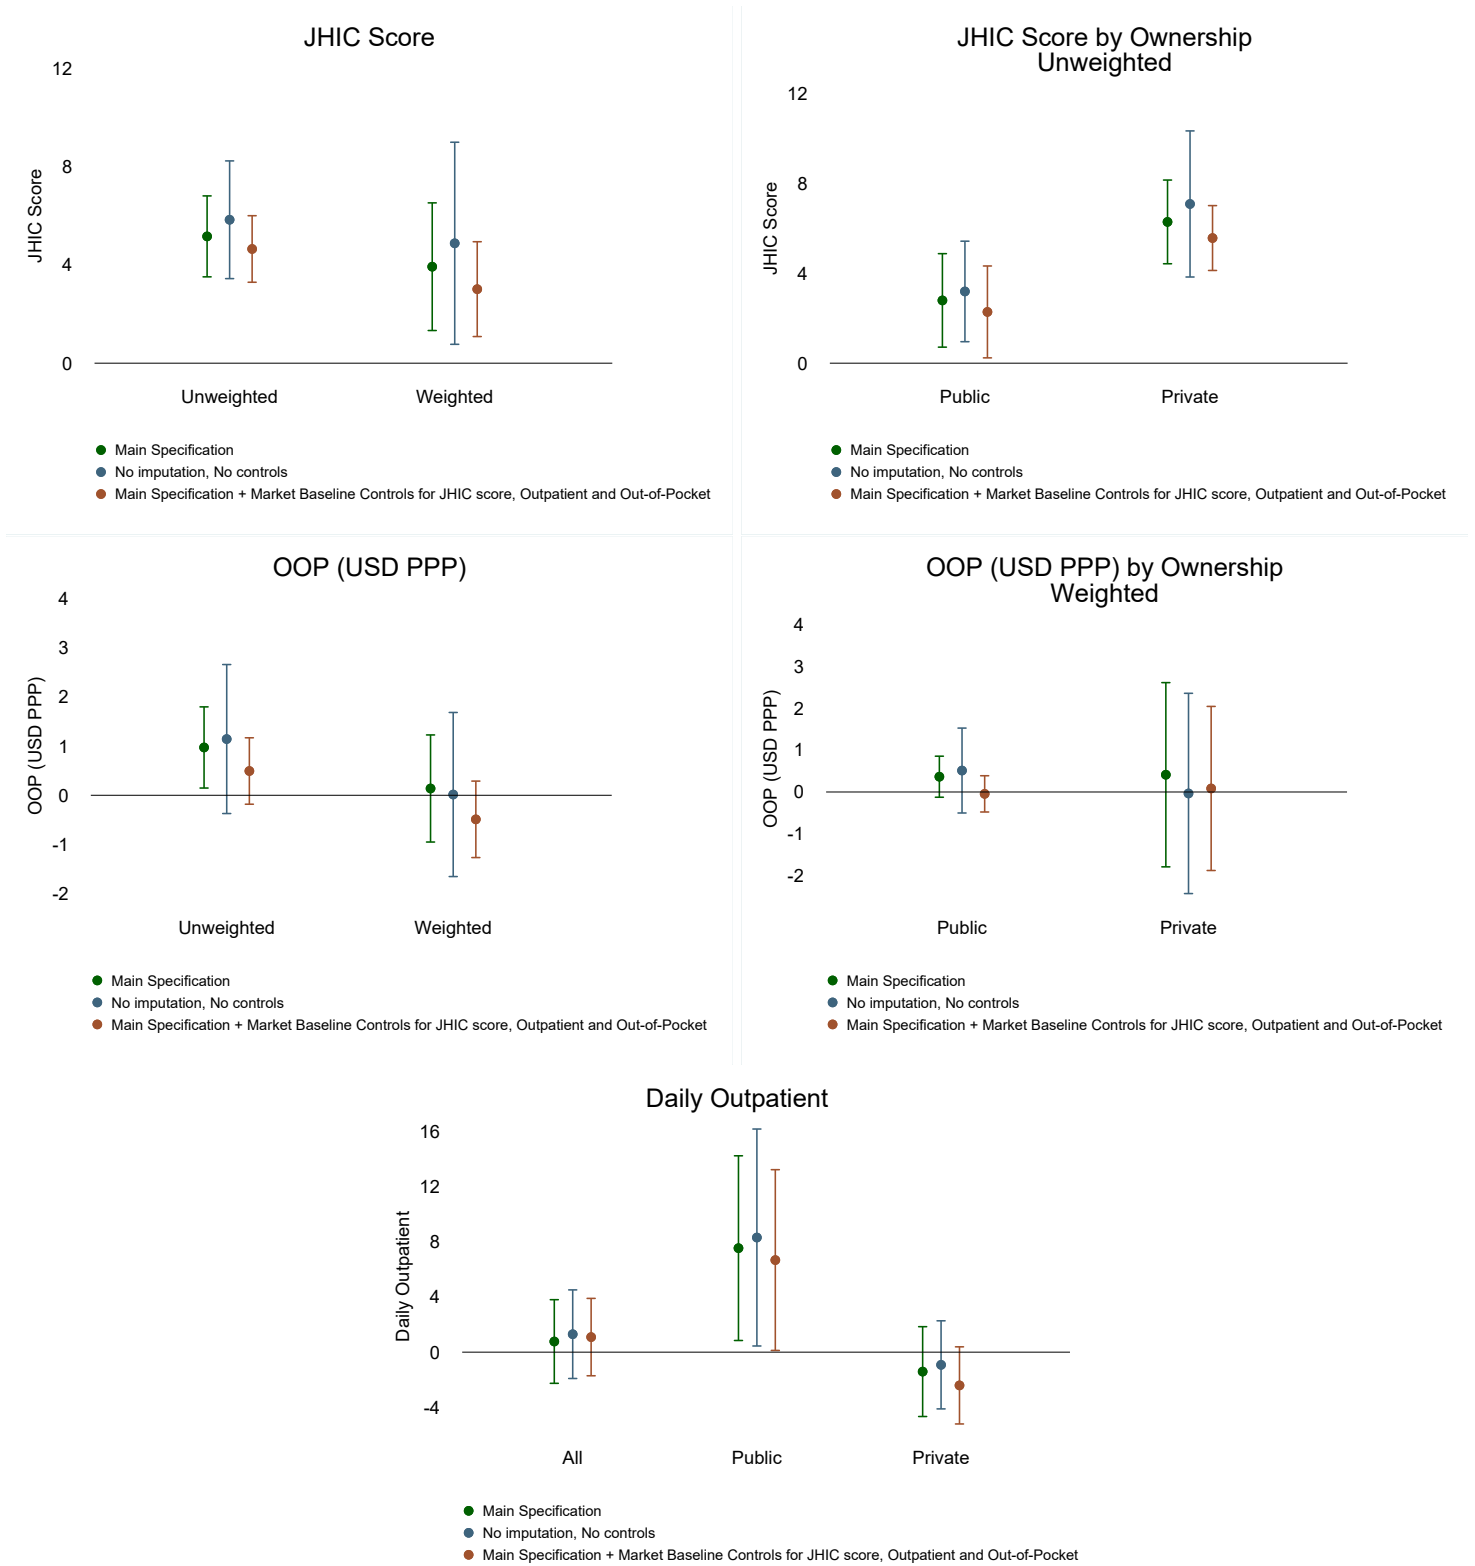 JHIC Score
12
8
4
0
JHIC Score
Unweighted
Weighted
Main Specification
No imputation, No controls
Main Specification + Market Baseline Controls for JHIC score, Outpatient and Out-of-Pocket
JHIC Score by Ownership
Unweighted
12
8
4
0
JHIC Score
Public
Private
Main Specification
No imputation, No controls
Main Specification + Market Baseline Controls for JHIC score, Outpatient and Out-of-Pocket
OOP (USD PPP)
4
3
2
1
0
-1
-2
OOP (USD PPP)
Unweighted
Weighted
Main Specification
No imputation, No controls
Main Specification + Market Baseline Controls for JHIC score, Outpatient and Out-of-Pocket
OOP (USD PPP) by Ownership
Weighted
4
3
2
1
0
-1
-2
OOP (USD PPP)
Public
Private
Main Specification
No imputation, No controls
Main Specification + Market Baseline Controls for JHIC score, Outpatient and Out-of-Pocket
Daily Outpatient
16
12
8
4
0
-4
Daily Outpatient
All
Public
Private
Main Specification
No imputation, No controls
Main Specification + Market Baseline Controls for JHIC score, Outpatient and Out-of-Pocket